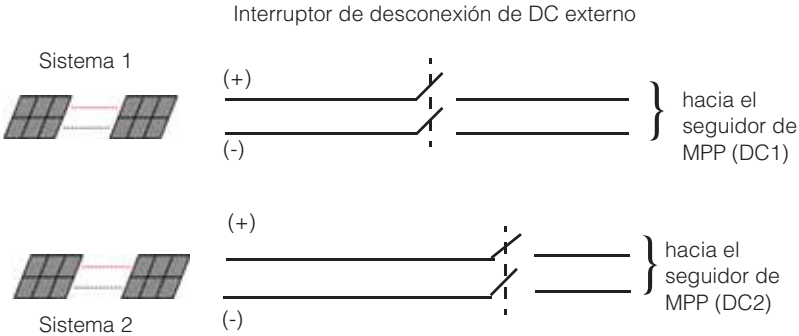 Interruptor de desconexión de DC externo
Sistema 1
(+)
(-)
hacia el
seguidor de
MPP (DC1)
(+)
(-)
hacia el
seguidor de
MPP (DC2)
Sistema 2